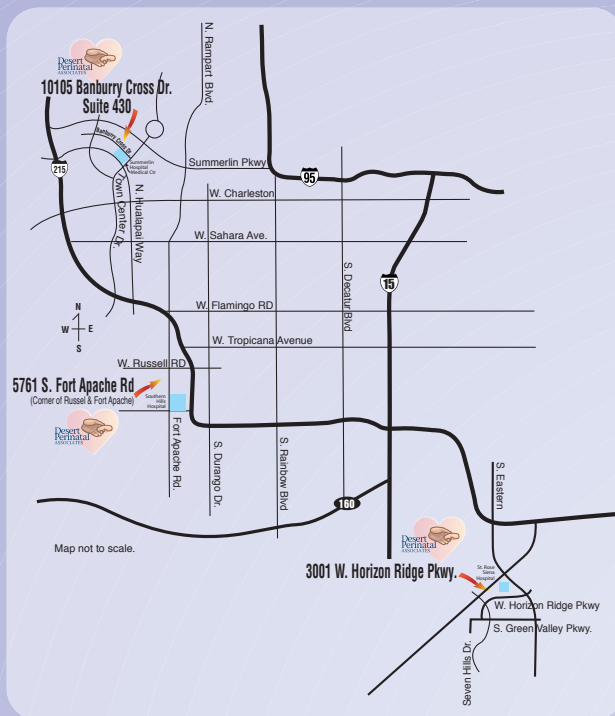 Desert
Perinatal
ASSOCIATES
10105 Banburry Cross Dr.
Suite 430
N. Rampart Blvd.
Banburry Cross Dr.
215
Summerlin
Hospital
Medical Ctr
Summerlin Pkwy
95
Town Center Dr.
N. Hualapai Way
W. Charleston
W. Sahara Ave.
S. Decatur Blvd
15
N
W E
S
W. Flamingo RD
W. Tropicana Avenue
W. Russell RD
5761 S. Fort Apache Rd
(Corner of Russel & Fort Apache)
Southern
Hills
Hospital
Desert
Perinatal
ASSOCIATES
Fort Apache Rd.
S. Durango Dr.
S. Rainbow Blvd
S. Eastern
160
Map not to scale.
Desert
Perinatal
ASSOCIATES
3001 W. Horizon Ridge Pkwy.
St. Rose
Siena
Hospital
W. Horizon Ridge Pkwy
S. Green Valley Pkwy.
Seven Hills Dr.